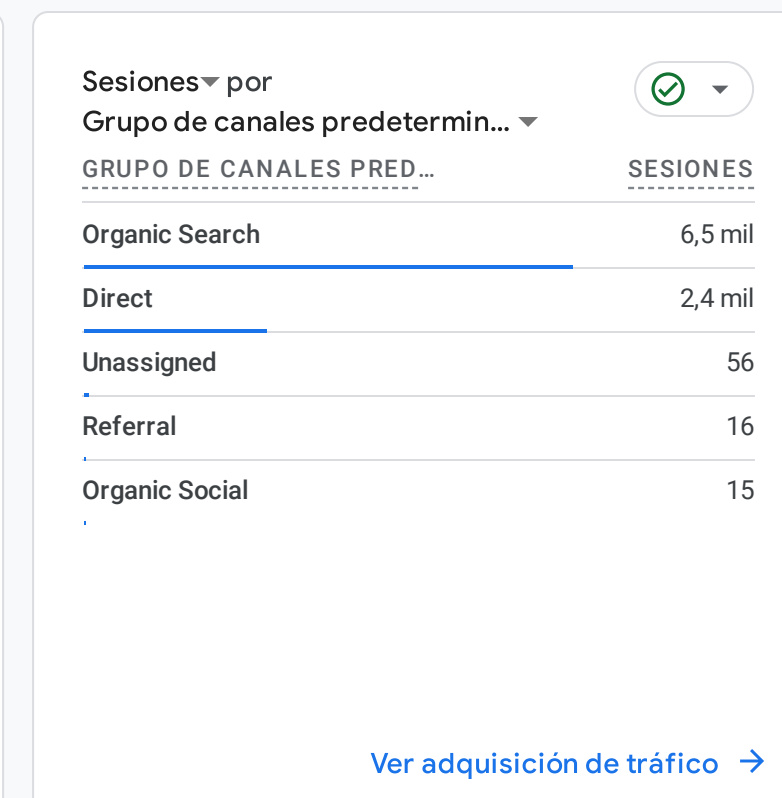 Sesiones por
Grupo de canales predetermin...
GRUPO DE CANALES PRED... SESIONES
Organic Search 6,5 mil
Direct 2,4 mil
Unassigned 56
Referral 16
Organic Social 15
Ver adquisición de tráfico